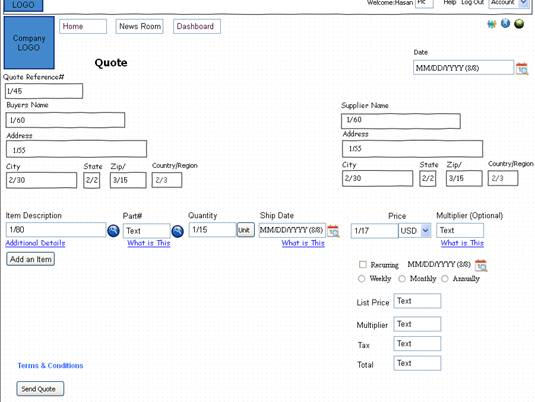 LOGO
Welcome:Hasan Pic Help Log Out Account
Company
LOGO
Home News Room Dashboard
Quote
Date
MM/DD/YYYY (8/8)
Quote Reference#
1/45
Buyers Name Supplier Name
1/60 1/60
Address Address
1/55 1/55
City State Zip/ Country/Region City State Zip/ Country/Region
2/30 2/2 3/15 2/3 2/30 2/2 3/15 2/3
Item Description Part# Quantity Ship Date Price Multiplier (Optional)
1/80 Text 1/15 Unit MM/DD/YYYY (8/8) 1/17 USD Text
Additional Details What is This What is This What is This
Add an Item
Recurring MM/DD/YYYY (8/8)
Weekly Monthly Annually
List Price Text
Multiplier Text
Tax Text
Total Text
Terms & Conditions
Send Quote